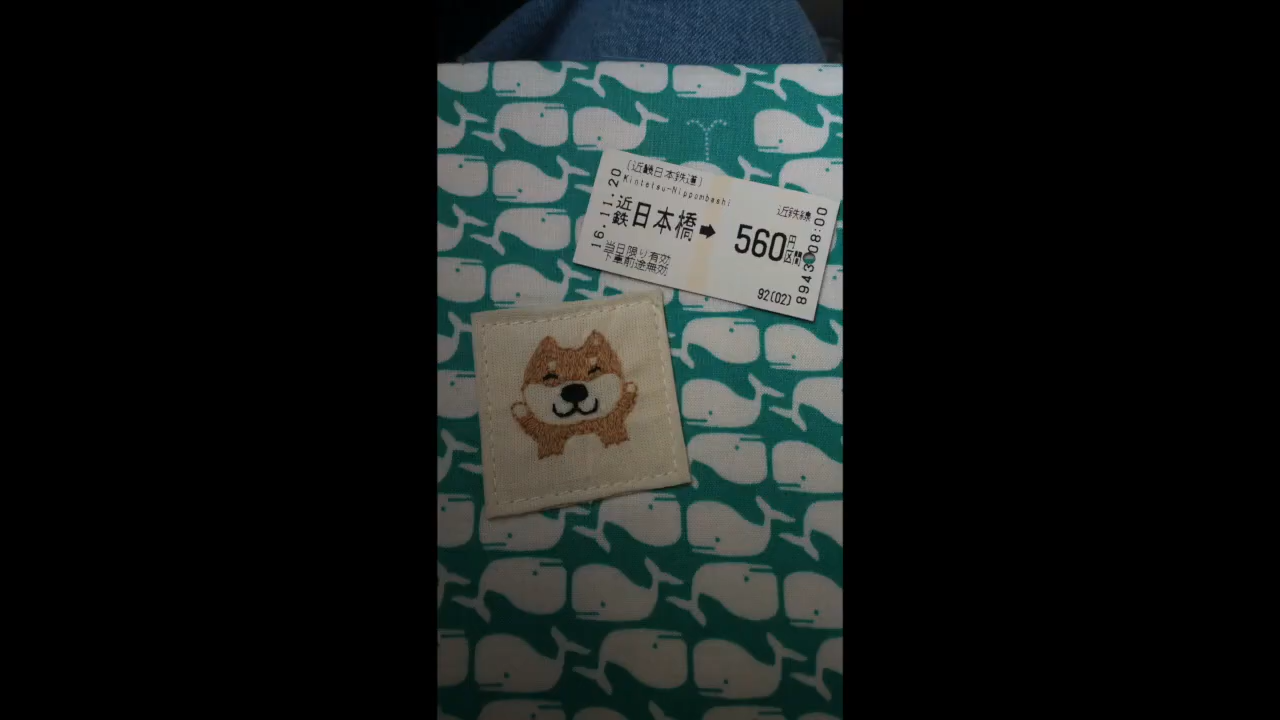 (近畿日本鉄道)
Kintetsu-Nippombashi
近鉄日本橋➡560円区間
近鉄線
当日限り有効
下車前途無効
16.11.20
894308:00
92(02)